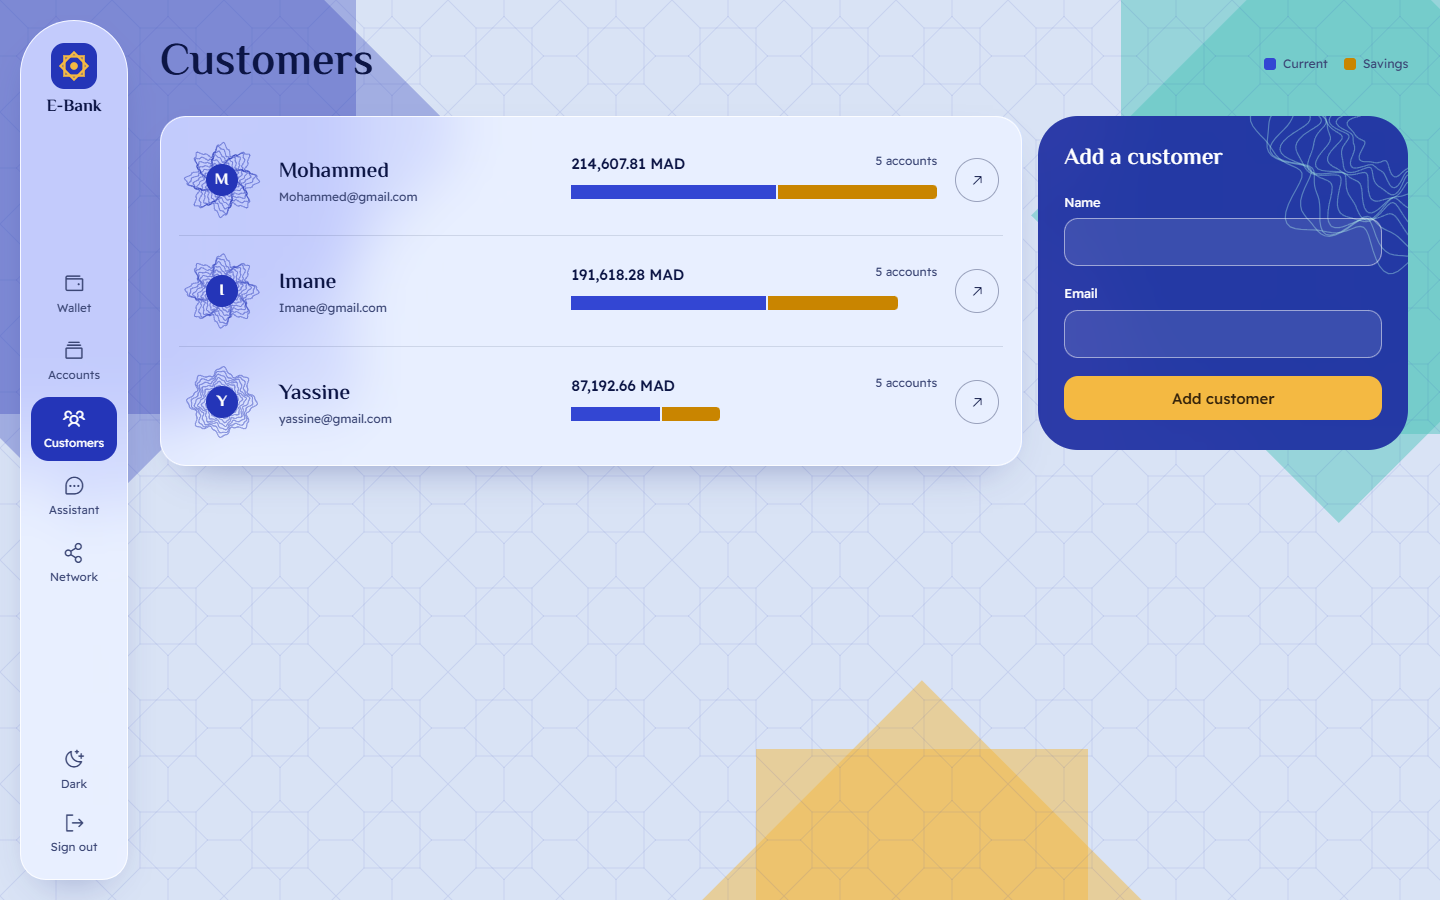 E-Bank
Wallet
Accounts
Customers
Assistant
Network
Dark
Sign out
Customers
Current
Savings
M
Mohammed
Mohammed@gmail.com
214,607.81 MAD
5 accounts
I
Imane
Imane@gmail.com
191,618.28 MAD
5 accounts
Y
Yassine
yassine@gmail.com
87,192.66 MAD
5 accounts
Add a customer
Name
Email
Add customer